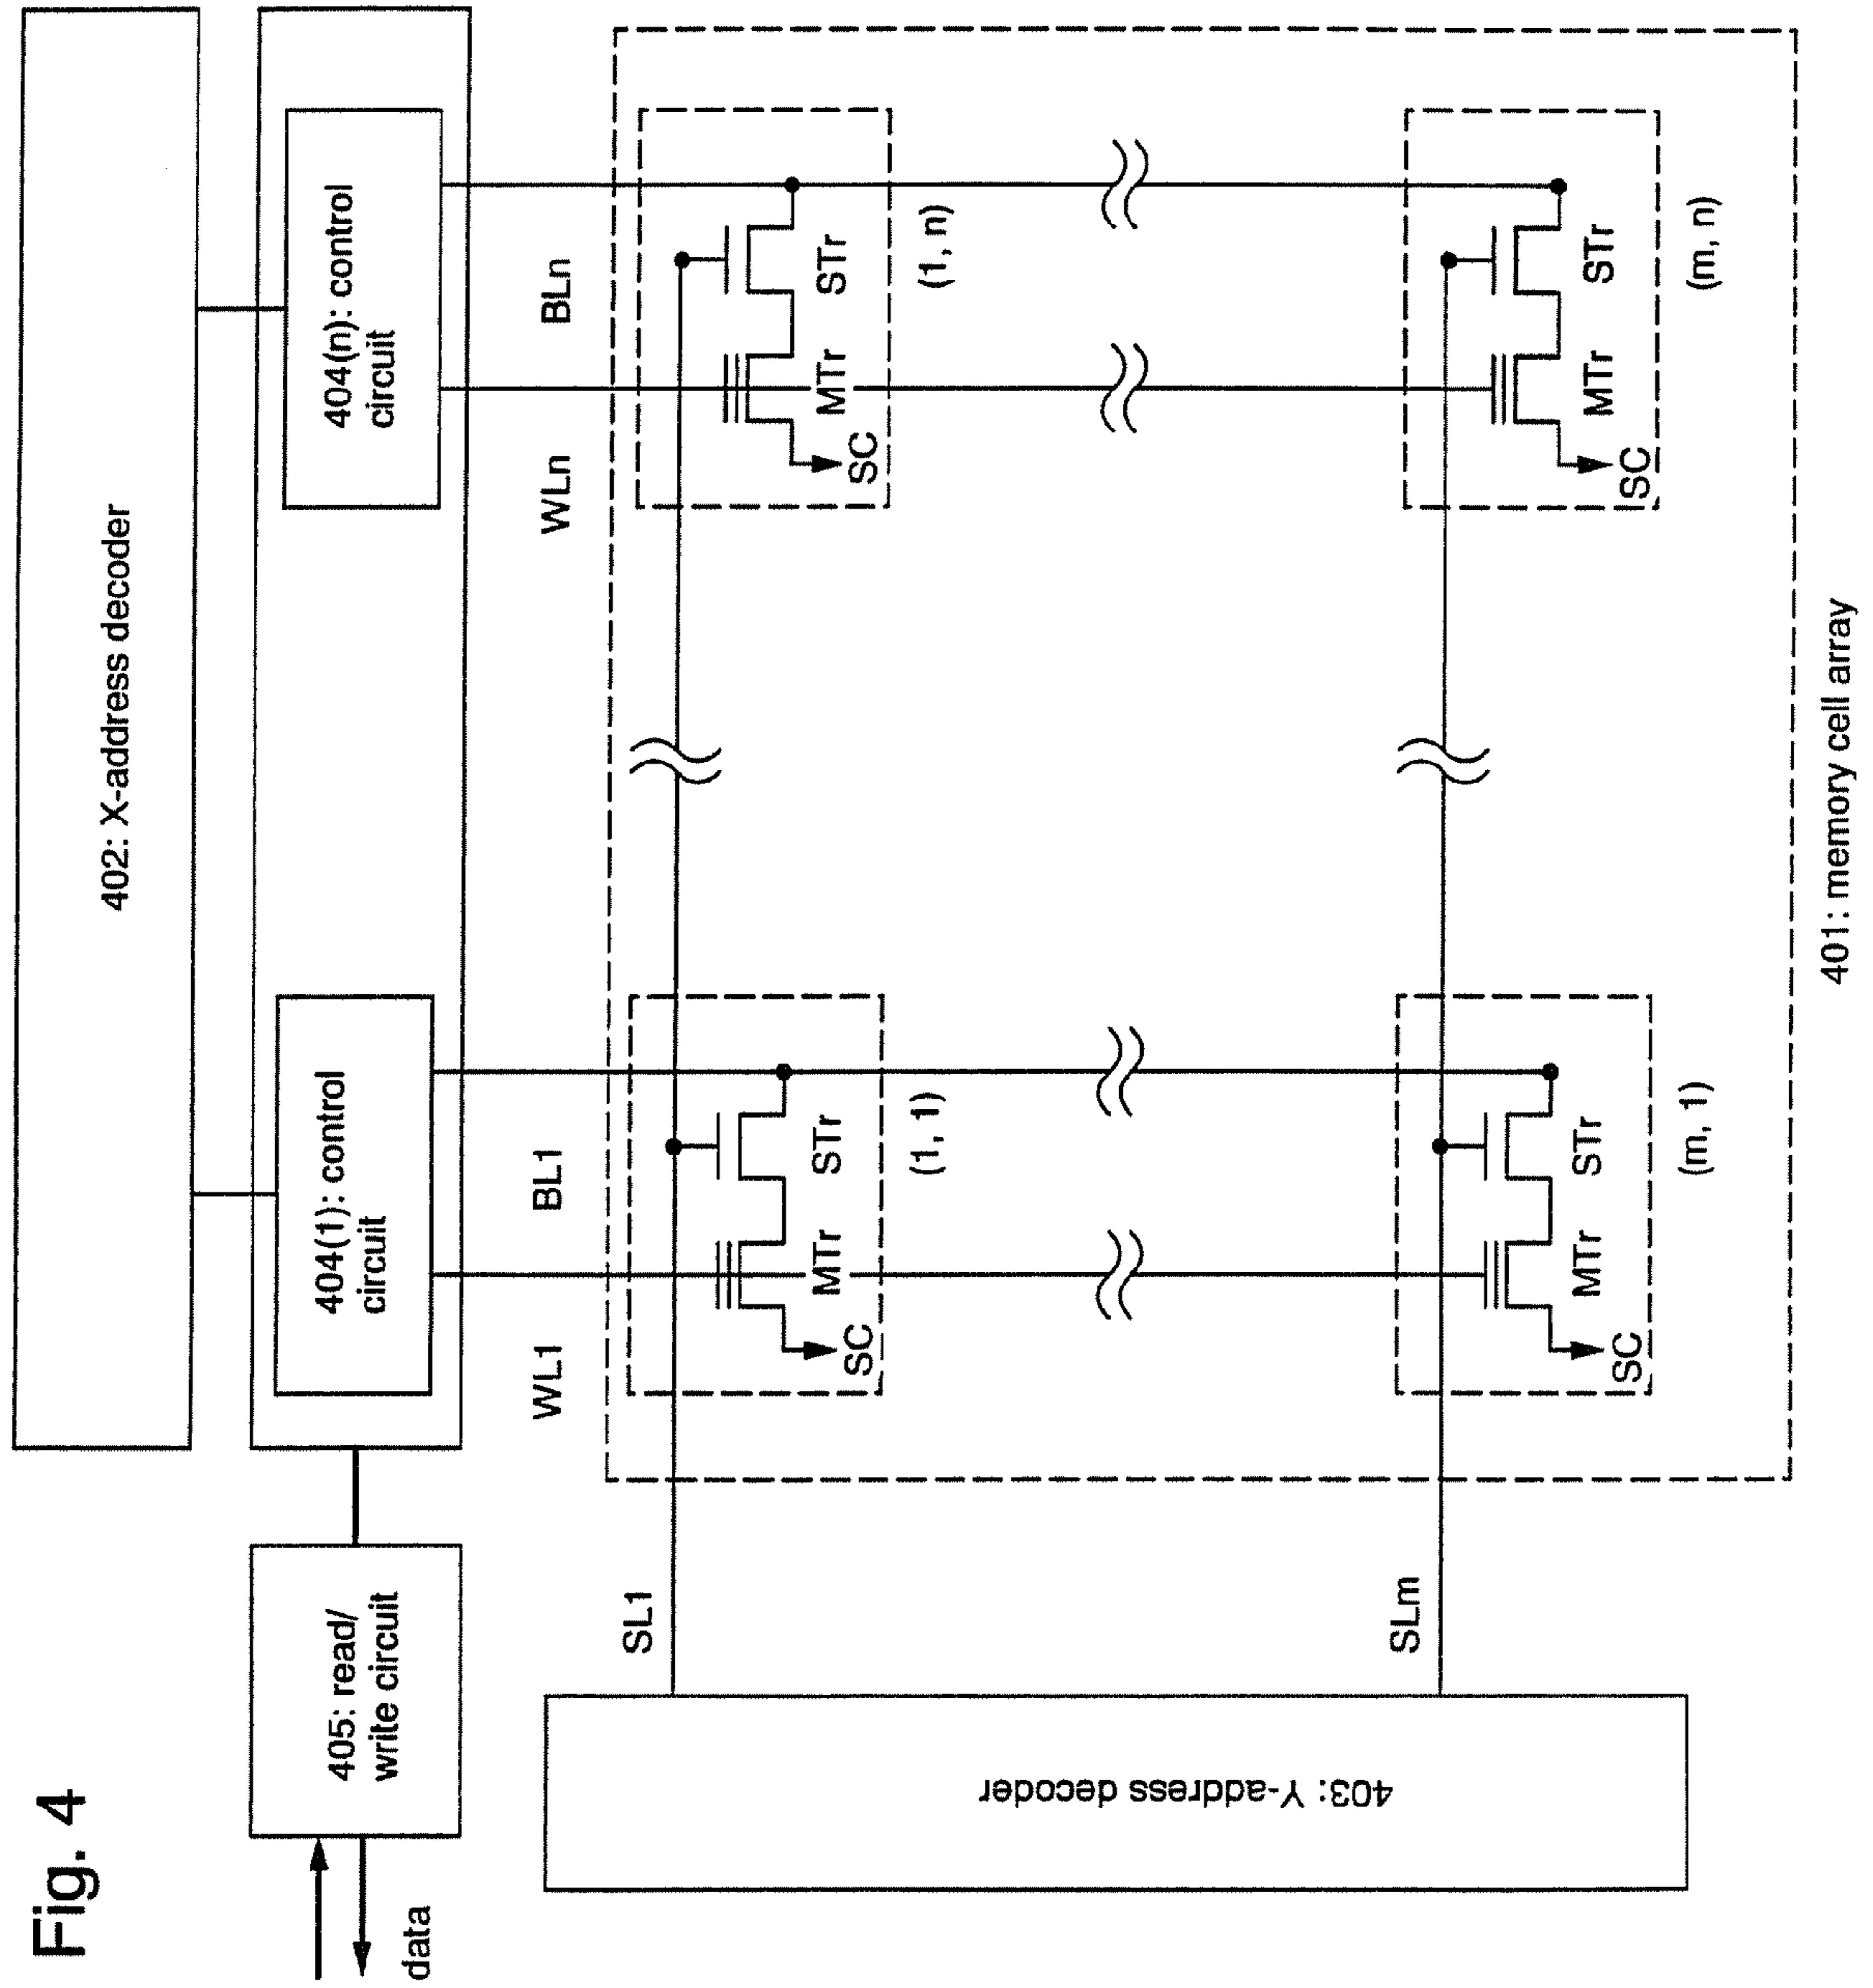 Fig. 4
402: X-address decoder
404(1): control
circuit
404(n): control
circuit
405: read/
write circuit
data
WL1
BL1
WLn
BLn
SL1
MTr
STr
SC
(1, 1)
MTr
STr
SC
(1, n)
403: Y-address decoder
SLm
MTr
STr
SC
(m, 1)
MTr
STr
SC
(m, n)
401: memory cell array